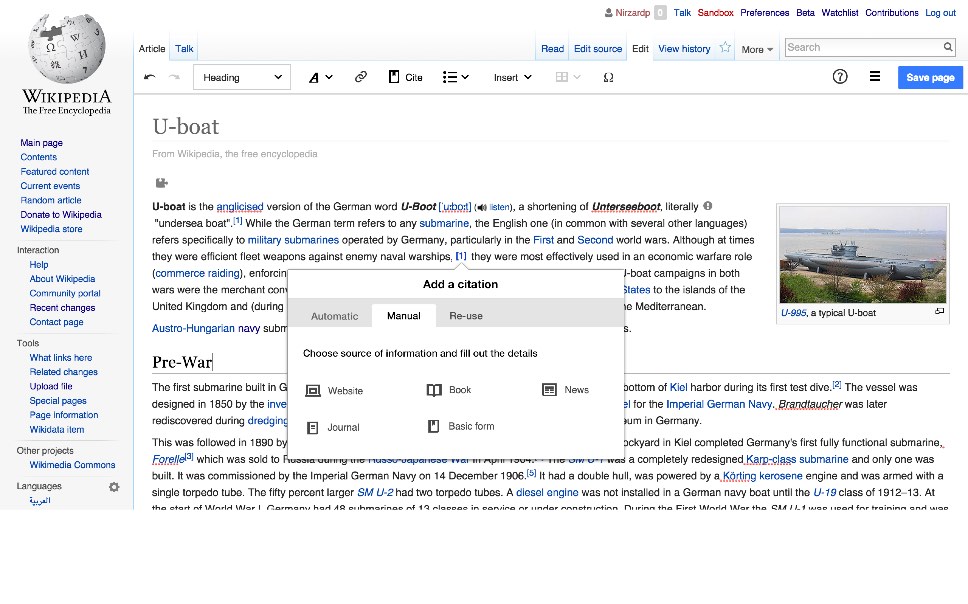 Nirzardp 0 Talk Sandbox Preferences Beta Watchlist Contributions Log out
WIKIPEDIA
The Free Encyclopedia
Article Talk Read Edit source Edit View history More Search
Heading A Cite Insert Ω ? Save page
Main page
Contents
Featured content
Current events
Random article
Donate to Wikipedia
Wikipedia store
Interaction
Help
About Wikipedia
Community portal
Recent changes
Contact page
Tools
What links here
Related changes
Upload file
Special pages
Page information
Wikidata item
Other projects
Wikimedia Commons
Languages
العربية
U-boat
From Wikipedia, the free encyclopedia
U-boat is the anglicised version of the German word U-Boot [ˈuːboːt] (listen), a shortening of Unterseeboot, literally
"undersea boat".[1] While the German term refers to any submarine, the English one (in common with several other languages)
refers specifically to military submarines operated by Germany, particularly in the First and Second world wars. Although at times
they were efficient fleet weapons against enemy naval warships, [1] they were most effectively used in an economic warfare role
(commerce raiding), enforcin U-boat campaigns in both
wars were the merchant con States to the islands of the
United Kingdom and (during e Mediterranean.
Austro-Hungarian navy subm s.
U-995, a typical U-boat
Add a citation
Automatic Manual Re-use
Choose source of information and fill out the details
Website Book News
Journal Basic form
Pre-War
The first submarine built in G bottom of Kiel harbor during its first test dive.[2] The vessel was
designed in 1850 by the inve el for the Imperial German Navy. Brandtaucher was later
rediscovered during dredging um in Germany.
This was followed in 1890 by ockyard in Kiel completed Germany's first fully functional submarine,
Forelle[3] which was sold to Russia during the Russo-Japanese War in April 1904. The SM U-1 was a completely redesigned Karp-class submarine and only one was
built. It was commissioned by the Imperial German Navy on 14 December 1906.[5] It had a double hull, was powered by a Körting kerosene engine and was armed with a
single torpedo tube. The fifty percent larger SM U-2 had two torpedo tubes. A diesel engine was not installed in a German navy boat until the U-19 class of 1912–13. At
the start of World War I, Germany had 48 submarines of 13 classes in service or under construction. During the First World War the SM U-1 was used for training and was